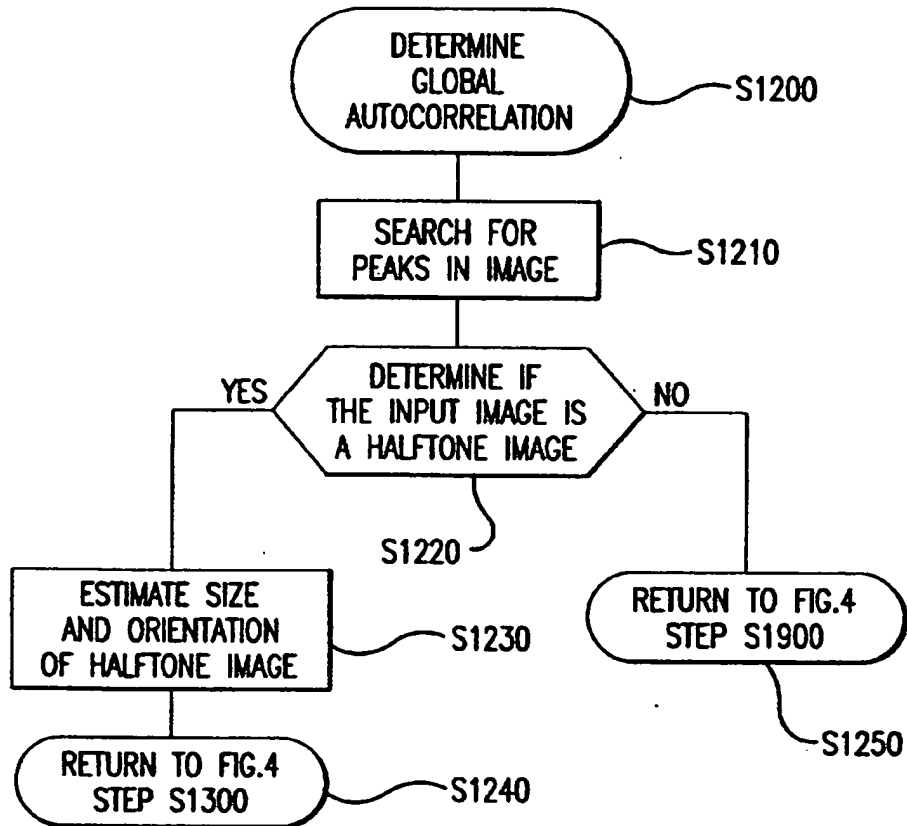 DETERMINE
GLOBAL
AUTOCORRELATION
S1200
SEARCH FOR
PEAKS IN IMAGE
S1210
YES
DETERMINE IF
THE INPUT IMAGE IS
A HALFTONE IMAGE
NO
S1220
ESTIMATE SIZE
AND ORIENTATION
OF HALFTONE IMAGE
S1230
RETURN TO FIG.4
STEP S1900
S1250
RETURN TO FIG.4
STEP S1300
S1240